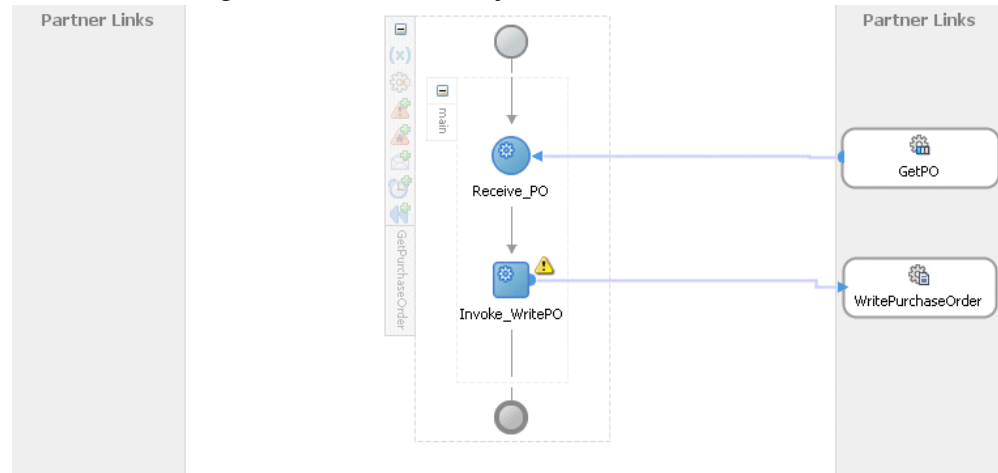 Partner Links
Partner Links
(x)
main
GetPO
Receive_PO
GetPurchaseOrder
WritePurchaseOrder
Invoke_WritePO